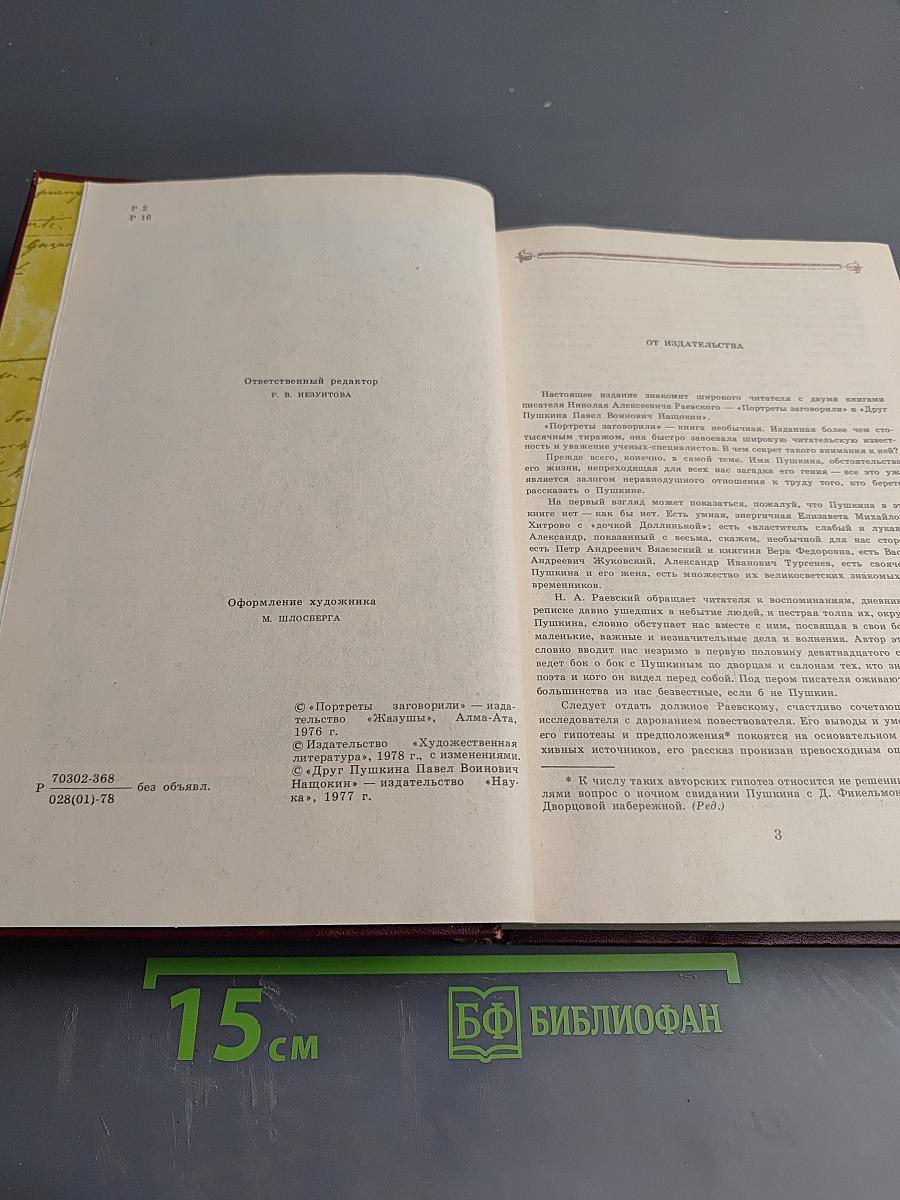 Р 2
Р 16
Ответственный редактор
Р. В. ИЕЗУИТОВА
Оформление художника
М. ШЛОСБЕРГА
© «Портреты заговорили» — изда-
тельство «Жазушы», Алма-Ата,
1976 г.
© Издательство «Художественная
литература», 1978 г., с изменениями.
© «Друг Пушкина Павел Воинович
Нащокин» — издательство «Нау-
ка», 1977 г.
Р 70302-368
028(01)-78 без объявл.
ОТ ИЗДАТЕЛЬСТВА
Настоящее издание знакомит широкого читателя с двумя книгами
писателя Николая Алексеевича Раевского — «Портреты заговорили» и «Друг
Пушкина Павел Воинович Нащокин».
«Портреты заговорили» — книга необычная. Изданная более чем сто-
тысячным тиражом, она быстро завоевала широкую читательскую извест-
ность и уважение ученых-специалистов. В чем секрет такого внимания к ней?
Прежде всего, конечно, в самой теме. Имя Пушкина, обстоятельства
его жизни, непреходящая для всех нас загадка его гения — все это уж
является залогом неравнодушного отношения к труду того, кто берет
рассказать о Пушкине.
На первый взгляд может показаться, пожалуй, что Пушкина в э
книге нет — как бы нет. Есть умная, энергичная Елизавета Михайло
Хитрово с «дочкой Доллинькой»; есть «властитель слабый и лукав
Александр, показанный с весьма, скажем, необычной для нас стор
есть Петр Андреевич Вяземский и княгиня Вера Федоровна, есть Вас
Андреевич Жуковский, Александр Иванович Тургенев, есть свояче
Пушкина и его жена, есть множество их великосветских знакомых
временников.
Н. А. Раевский обращает читателя к воспоминаниям, дневник
реписке давно ушедших в небытие людей, и пестрая толпа их, окру
Пушкина, словно обступает нас вместе с ним, посвящая в свои бо
маленькие, важные и незначительные дела и волнения. Автор эт
словно вводит нас незримо в первую половину девятнадцатого с
ведет бок о бок с Пушкиным по дворцам и салонам тех, кто зн
поэта и кого он видел перед собой. Под пером писателя оживаю
большинства из нас безвестные, если б не Пушкин.
Следует отдать должное Раевскому, счастливо сочетающ
исследователя с дарованием повествователя. Его выводы и уме
его гипотезы и предположения* покоятся на основательном
хивных источников, его рассказ пронизан превосходным ощ
* К числу таких авторских гипотез относится не решенн
лями вопрос о ночном свидании Пушкина с Д. Фикельмон
Дворцовой набережной. (Ред.)
3
15 см
БФ БИБЛИОФАН